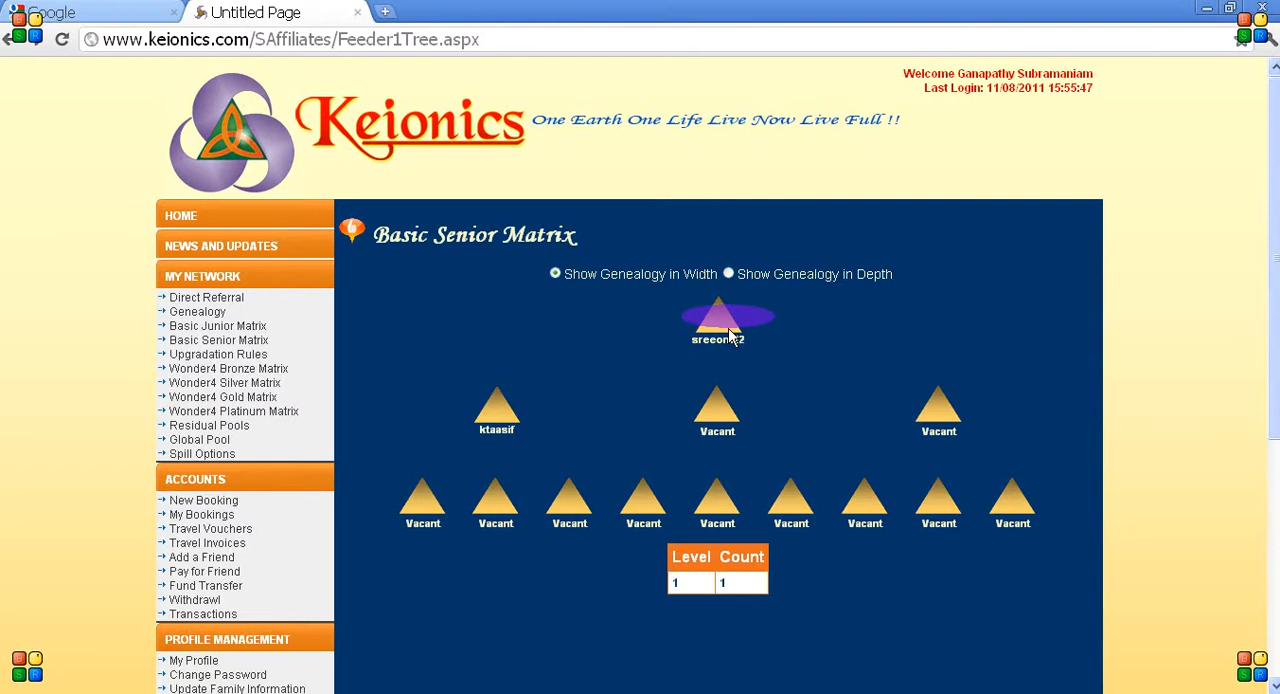 Google
Untitled Page
www.keionics.com/SAffiliates/Feeder1Tree.aspx
Welcome Ganapathy Subramaniam
Last Login: 11/08/2011 15:55:47
Keionics
One Earth One Life Live Now Live Full !!
HOME
NEWS AND UPDATES
MY NETWORK
Direct Referral
Genealogy
Basic Junior Matrix
Basic Senior Matrix
Upgradation Rules
Wonder4 Bronze Matrix
Wonder4 Silver Matrix
Wonder4 Gold Matrix
Wonder4 Platinum Matrix
Residual Pools
Global Pool
Spill Options
ACCOUNTS
New Booking
My Bookings
Travel Vouchers
Travel Invoices
Add a Friend
Pay for Friend
Fund Transfer
Withdrawl
Transactions
PROFILE MANAGEMENT
My Profile
Change Password
Update Family Information
Basic Senior Matrix
Show Genealogy in Width Show Genealogy in Depth
ktaasif Vacant Vacant
Vacant Vacant Vacant Vacant Vacant Vacant Vacant Vacant Vacant
Level Count
1 1